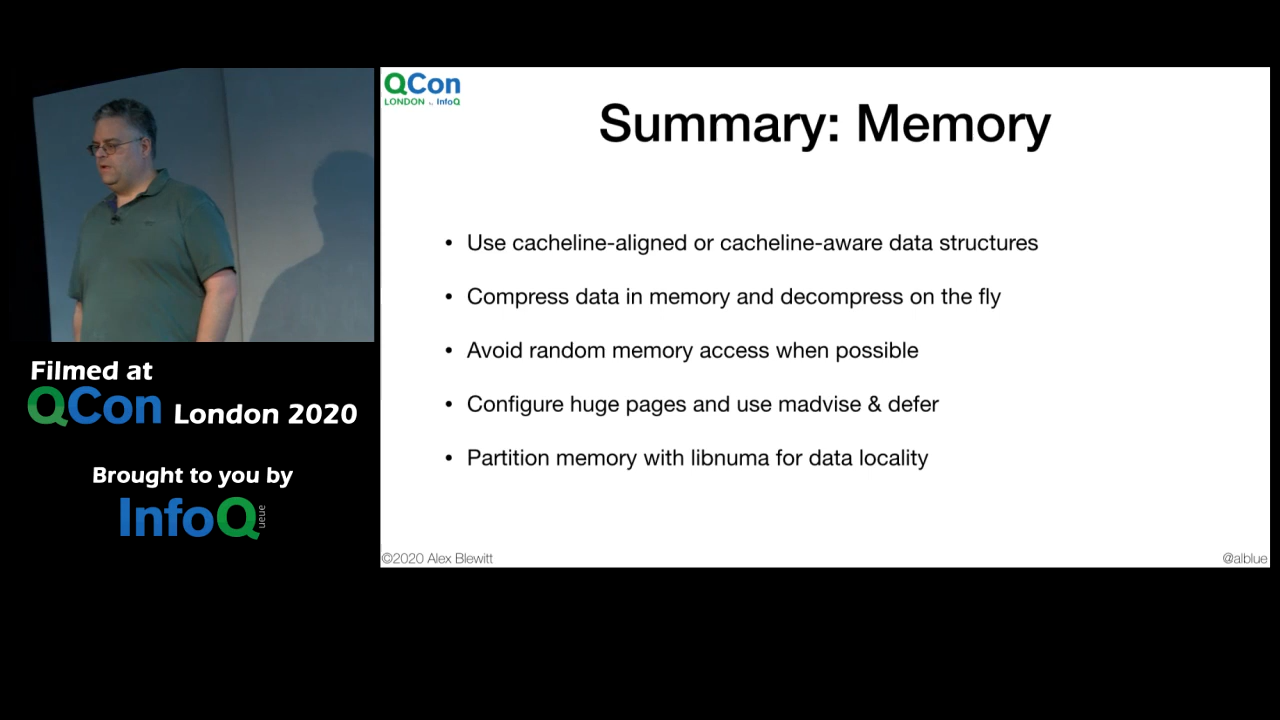 QCon
LONDON by InfoQ
Summary: Memory
• Use cacheline-aligned or cacheline-aware data structures
• Compress data in memory and decompress on the fly
• Avoid random memory access when possible
• Configure huge pages and use madvise & defer
• Partition memory with libnuma for data locality
©2020 Alex Blewitt
@alblue
Filmed at
QCon London 2020
Brought to you by
InfoQueue